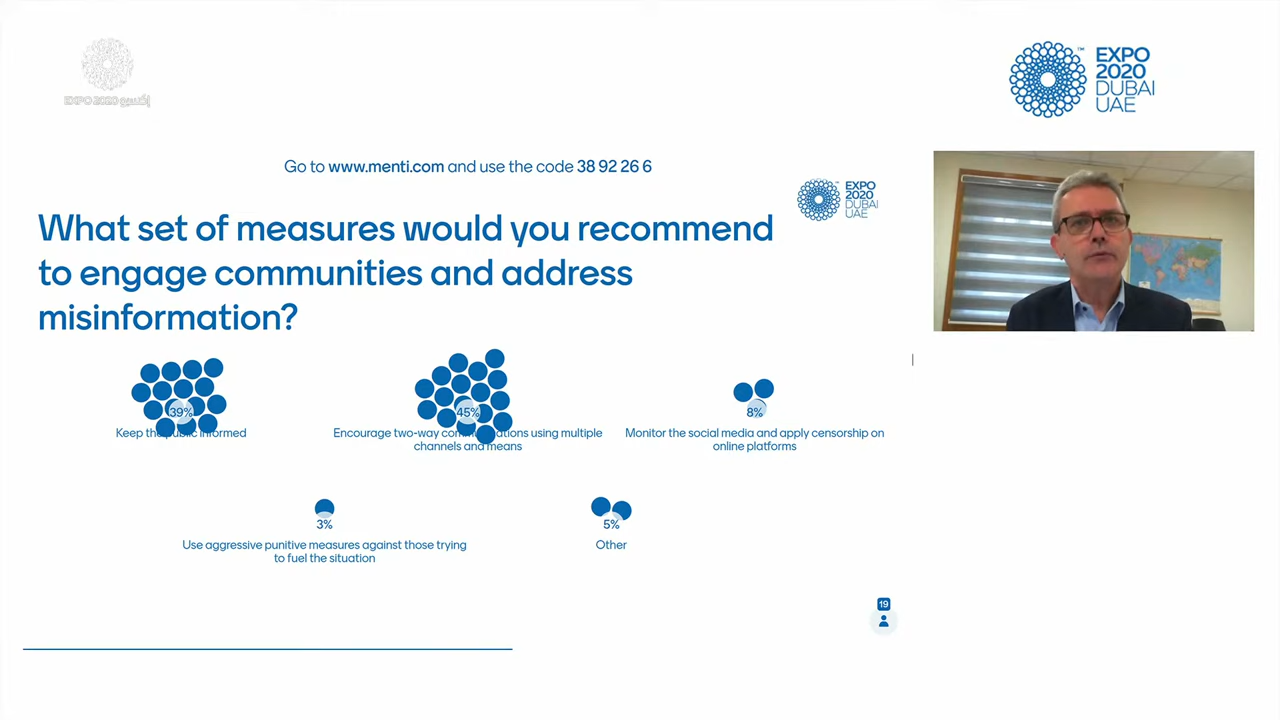 EXPO 2020 إكسبو
EXPO
2020
DUBAI
UAE
Go to www.menti.com and use the code 38 92 26 6
EXPO
2020
DUBAI
UAE
What set of measures would you recommend
to engage communities and address
misinformation?
39%
Keep the public informed
45%
Encourage two-way communications using multiple
channels and means
8%
Monitor the social media and apply censorship on
online platforms
3%
Use aggressive punitive measures against those trying
to fuel the situation
5%
Other
19